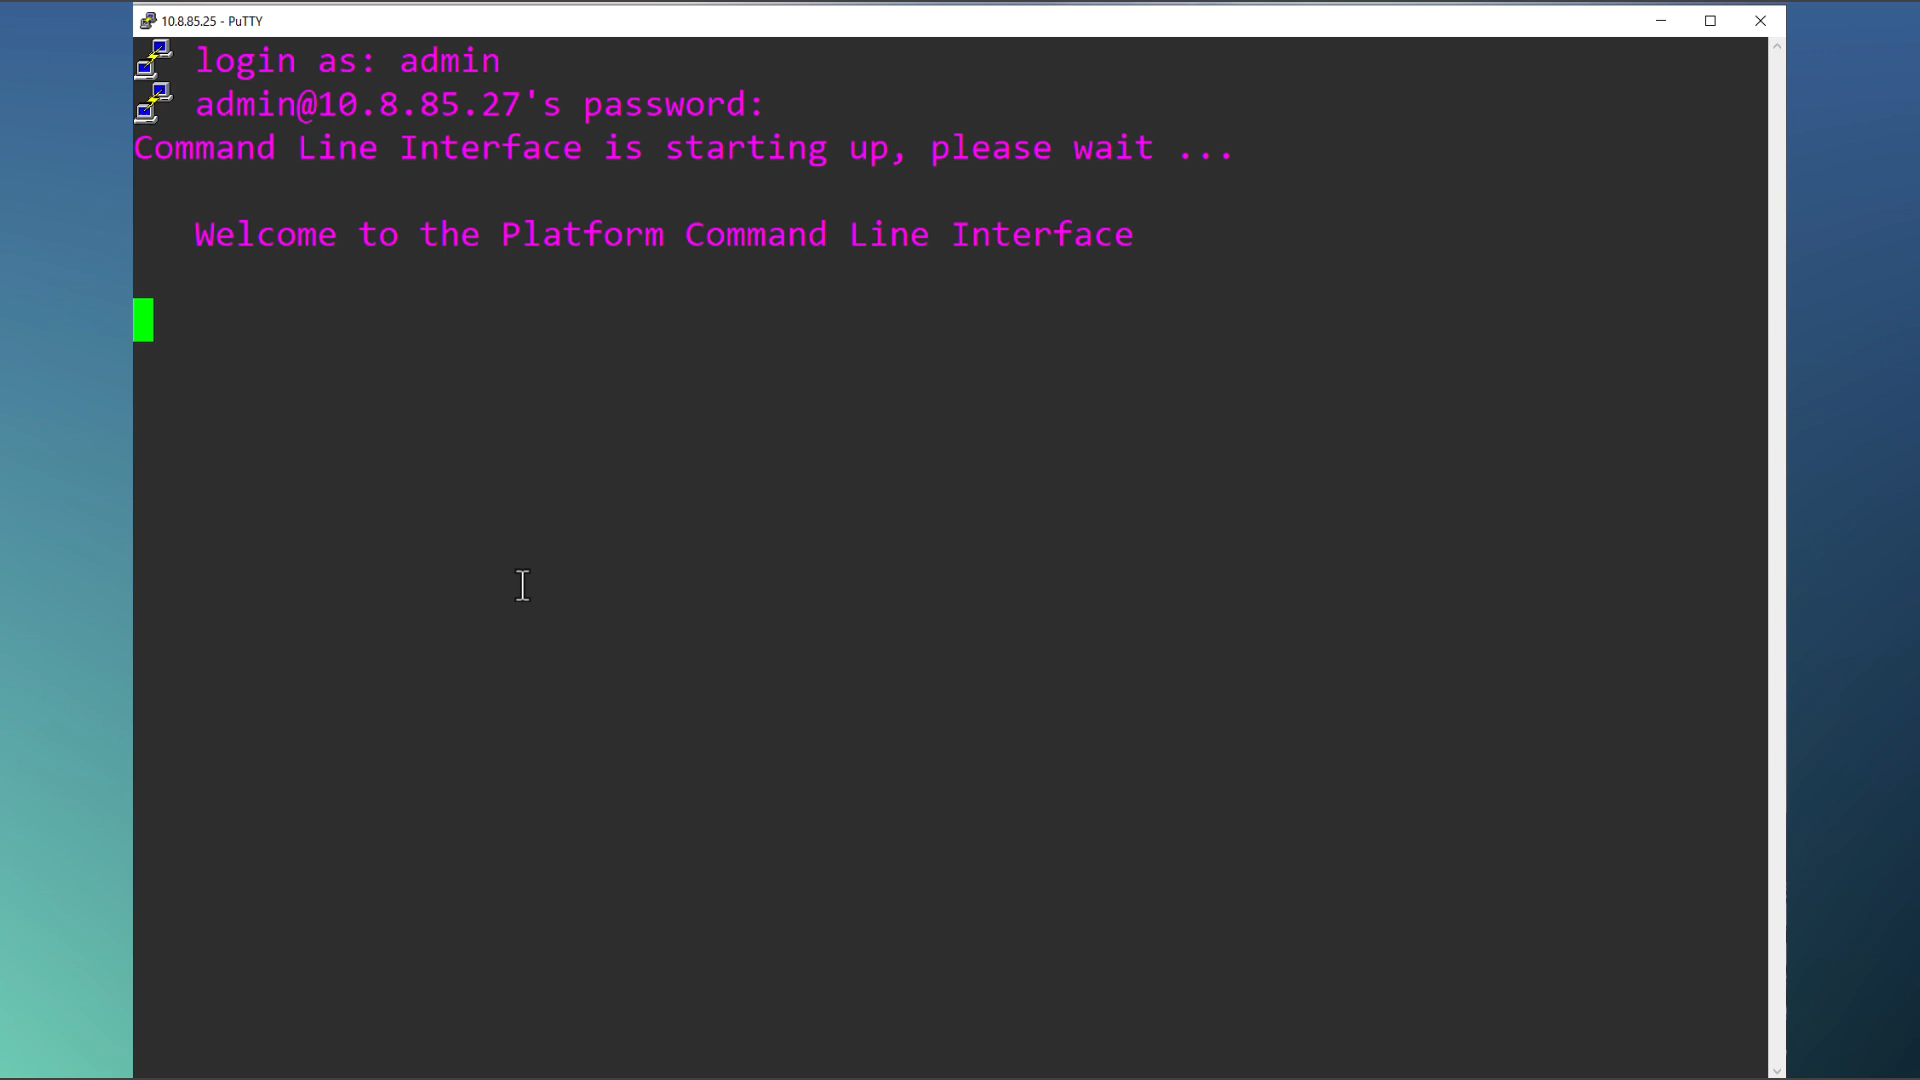 10.8.85.25 - PuTTY
login as: admin
admin@10.8.85.27's password:
Command Line Interface is starting up, please wait ...
Welcome to the Platform Command Line Interface